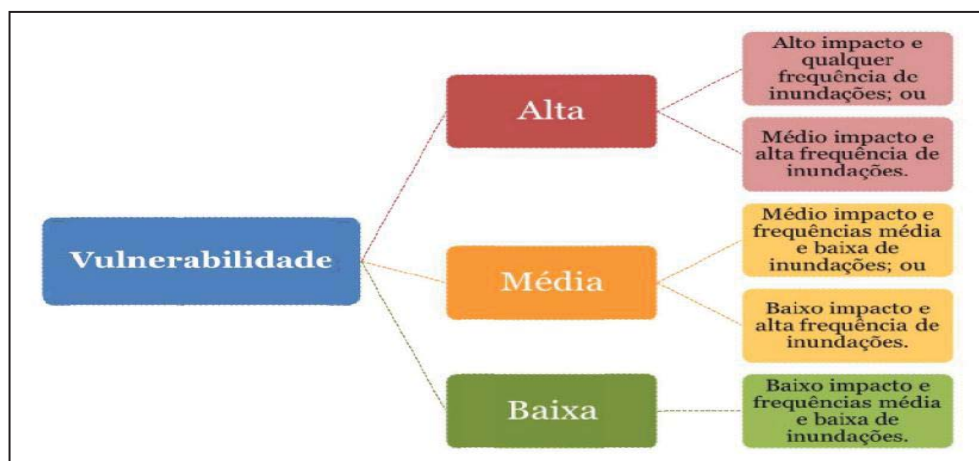 Vulnerabilidade
Alta
Alto impacto e
qualquer
frequência de
inundações; ou
Médio impacto e
alta frequência de
inundações.
Média
Médio impacto e
frequências média
e baixa de
inundações; ou
Baixo impacto e
alta frequência de
inundações.
Baixa
Baixo impacto e
frequências média
e baixa de
inundações.